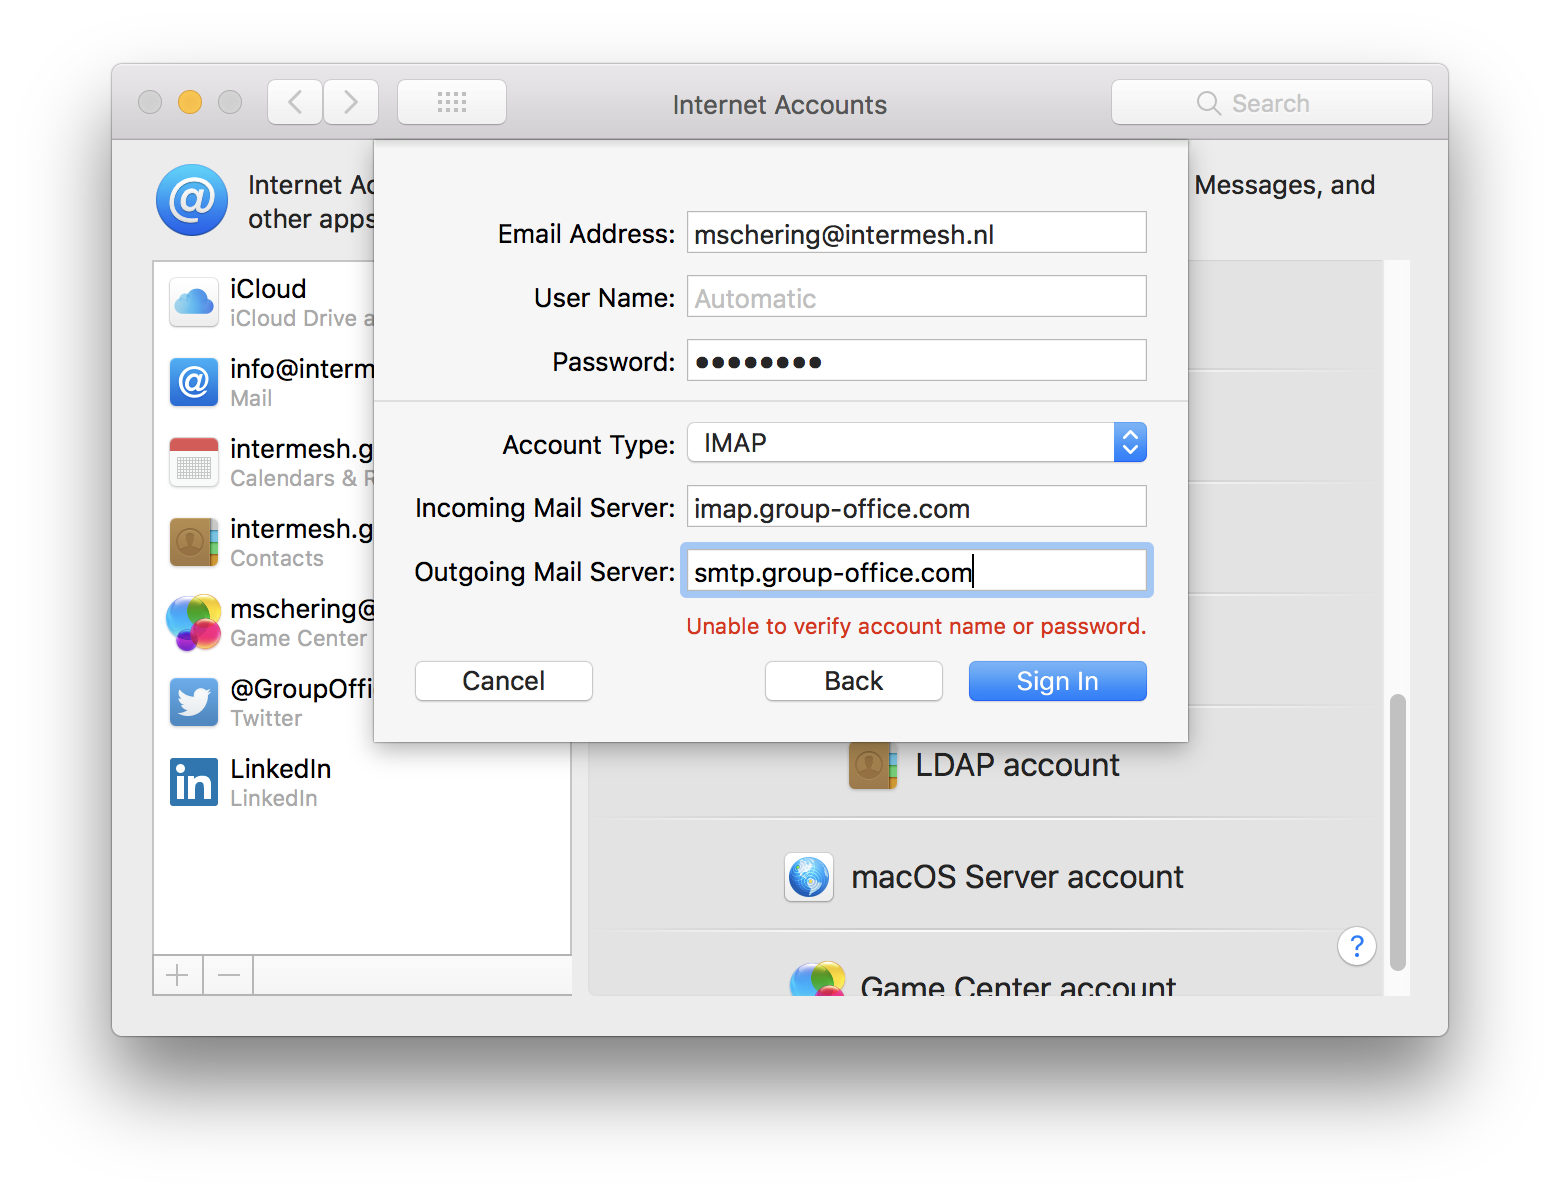 Internet Accounts
Search
Internet Ac
other apps
Messages, and
Email Address: mschering@intermesh.nl
User Name: Automatic
Password: ••••••••
Account Type: IMAP
Incoming Mail Server: imap.group-office.com
Outgoing Mail Server: smtp.group-office.com
Unable to verify account name or password.
Cancel
Back
Sign In
iCloud
iCloud Drive a
@
info@interm
Mail
intermesh.g
Calendars & R
intermesh.g
Contacts
mschering@
Game Center
@GroupOffi
Twitter
in
LinkedIn
LinkedIn
LDAP account
macOS Server account
Game Center account
?